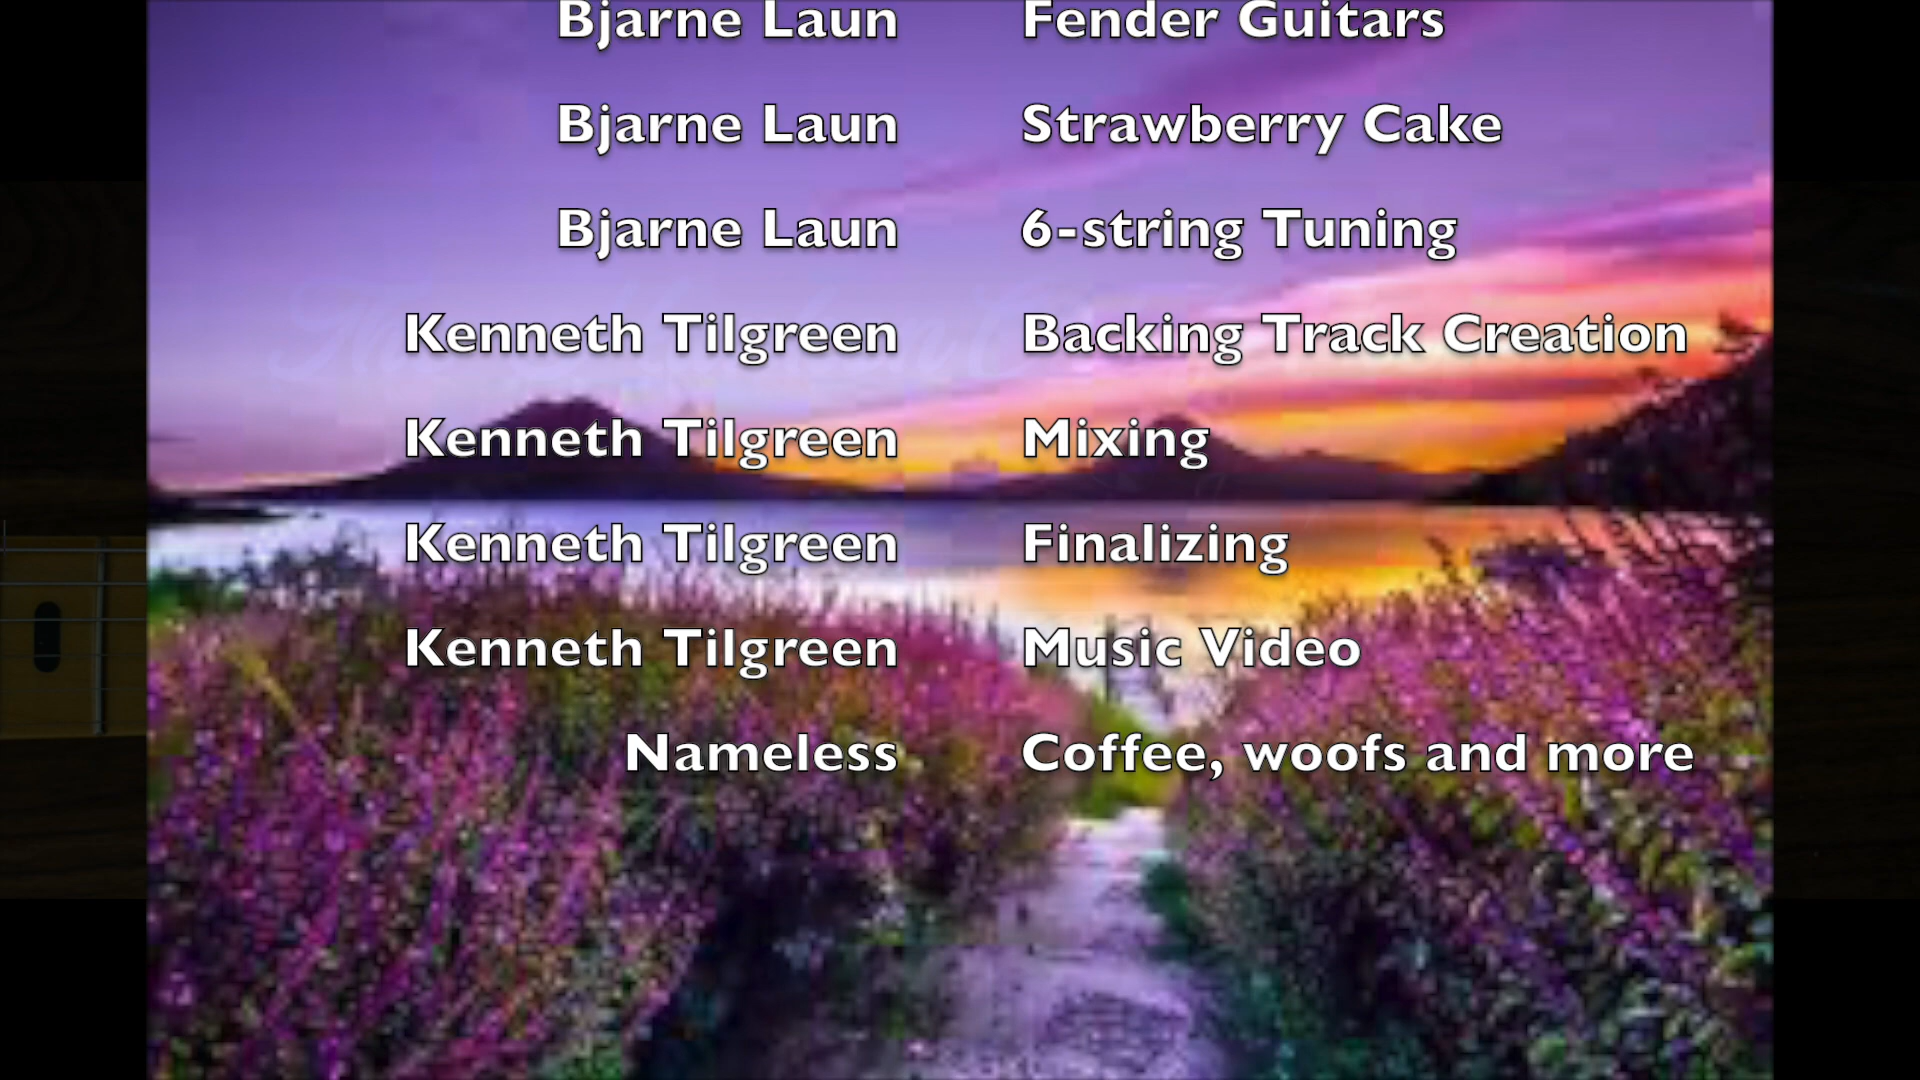 Bjarne Laun Fender Guitars
Bjarne Laun Strawberry Cake
Bjarne Laun 6-string Tuning
Kenneth Tilgreen Backing Track Creation
Kenneth Tilgreen Mixing
Kenneth Tilgreen Finalizing
Kenneth Tilgreen Music Video
Nameless Coffee, woofs and more